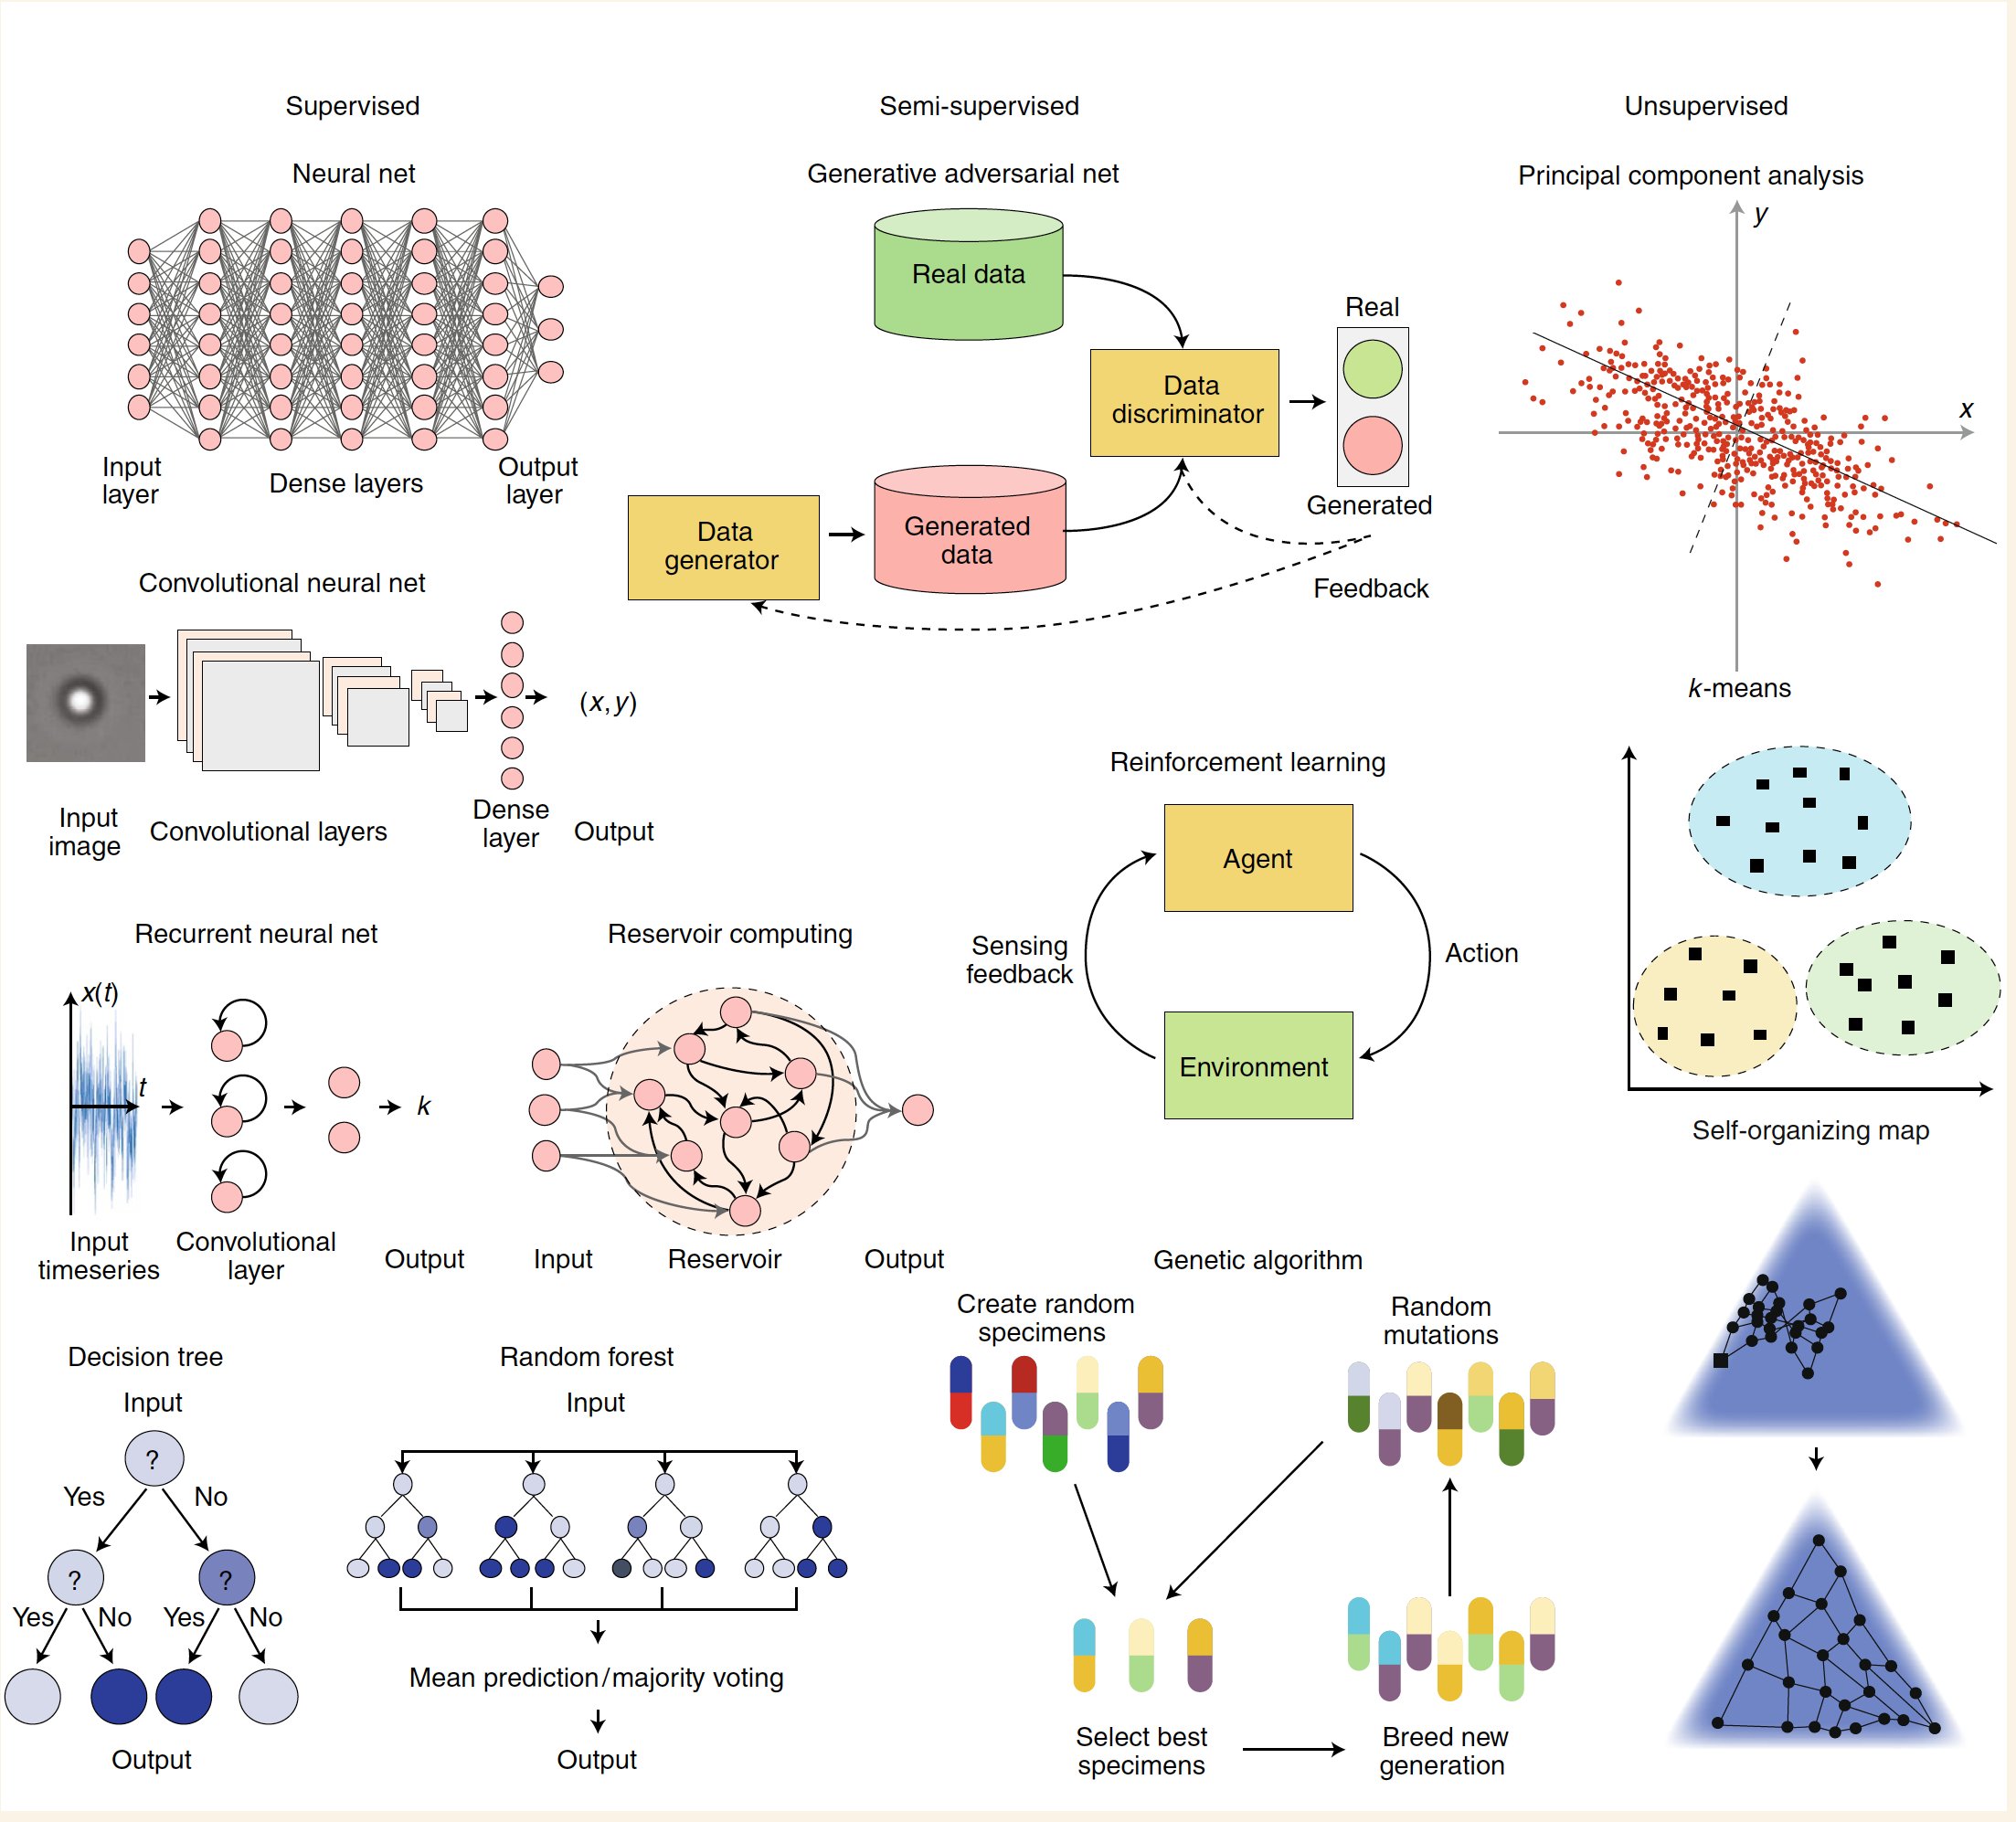 Supervised
Semi-supervised
Unsupervised
Neural net
Input
layer
Dense layers
Output
layer
Convolutional neural net
(x, y)
Input
image
Convolutional layers
Dense
layer
Output
Recurrent neural net
x(t)
t
k
Input
timeseries
Convolutional
layer
Output
Reservoir computing
Input
Reservoir
Output
Decision tree
Input
?
Yes
No
?
?
Yes
No
Yes
No
Output
Random forest
Input
Mean prediction/majority voting
Output
Generative adversarial net
Real data
Real
Data
discriminator
Generated
Data
generator
Generated
data
Feedback
Reinforcement learning
Agent
Sensing
feedback
Action
Environment
Genetic algorithm
Create random
specimens
Random
mutations
Select best
specimens
Breed new
generation
Principal component analysis
y
x
k-means
Self-organizing map